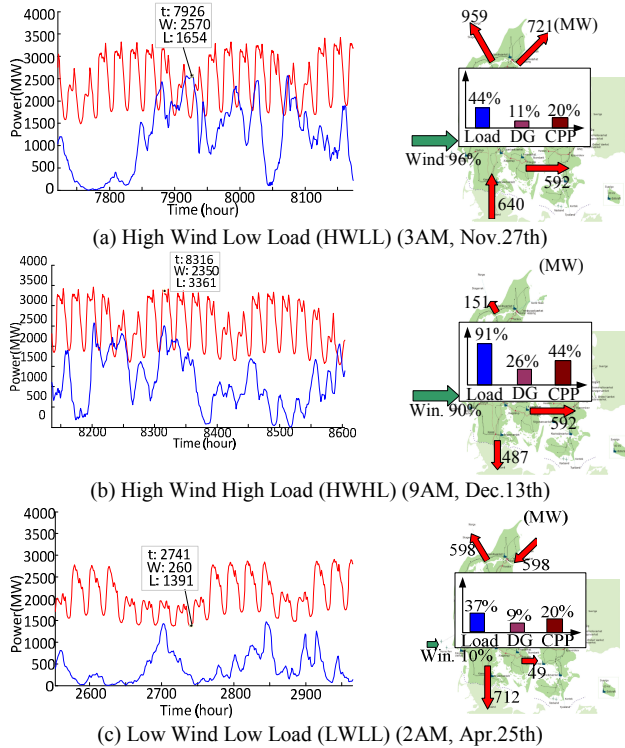 t: 7926
W: 2570
L: 1654
Power(MW)
4000
3500
3000
2500
2000
1500
1000
500
0
7800 7900 8000 8100
Time (hour)
959
721 (MW)
44% 11% 20%
Load DG CPP
Wind 96%
592
640
(a) High Wind Low Load (HWLL) (3AM, Nov.27th)
t: 8316
W: 2350
L: 3361
Power(MW)
4000
3500
3000
2500
2000
1500
1000
500
0
8200 8300 8400 8500 8600
Time (hour)
(MW)
151
91% 26% 44%
Load DG CPP
Win. 90%
592
487
(b) High Wind High Load (HWHL) (9AM, Dec.13th)
t: 2741
W: 260
L: 1391
Power(MW)
4000
3500
3000
2500
2000
1500
1000
500
0
2600 2700 2800 2900
Time (hour)
(MW)
598
598
37% 9% 20%
Load DG CPP
Win. 10%
49
712
(c) Low Wind Low Load (LWLL) (2AM, Apr.25th)